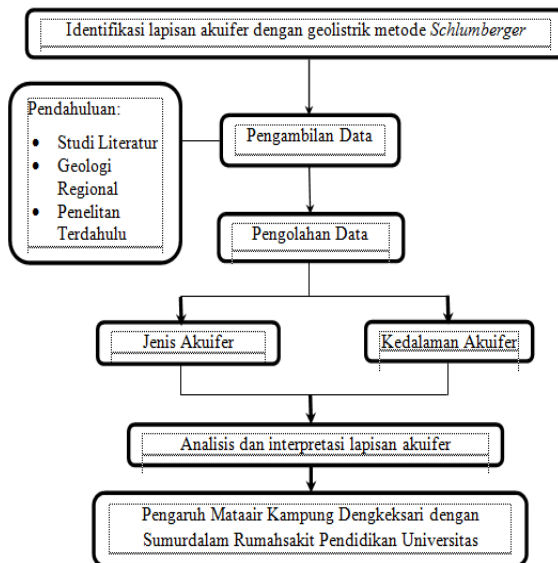 Identifikasi lapisan akuifer dengan geolistrik metode Schlumberger
Pendahuluan:
• Studi Literatur
• Geologi
Regional
• Penelitan
Terdahulu
Pengambilan Data
Pengolahan Data
Jenis Akuifer
Kedalaman Akuifer
Analisis dan interpretasi lapisan akuifer
Pengaruh Mataair Kampung Dengkeksari dengan
Sumurdalam Rumahsakit Pendidikan Universitas